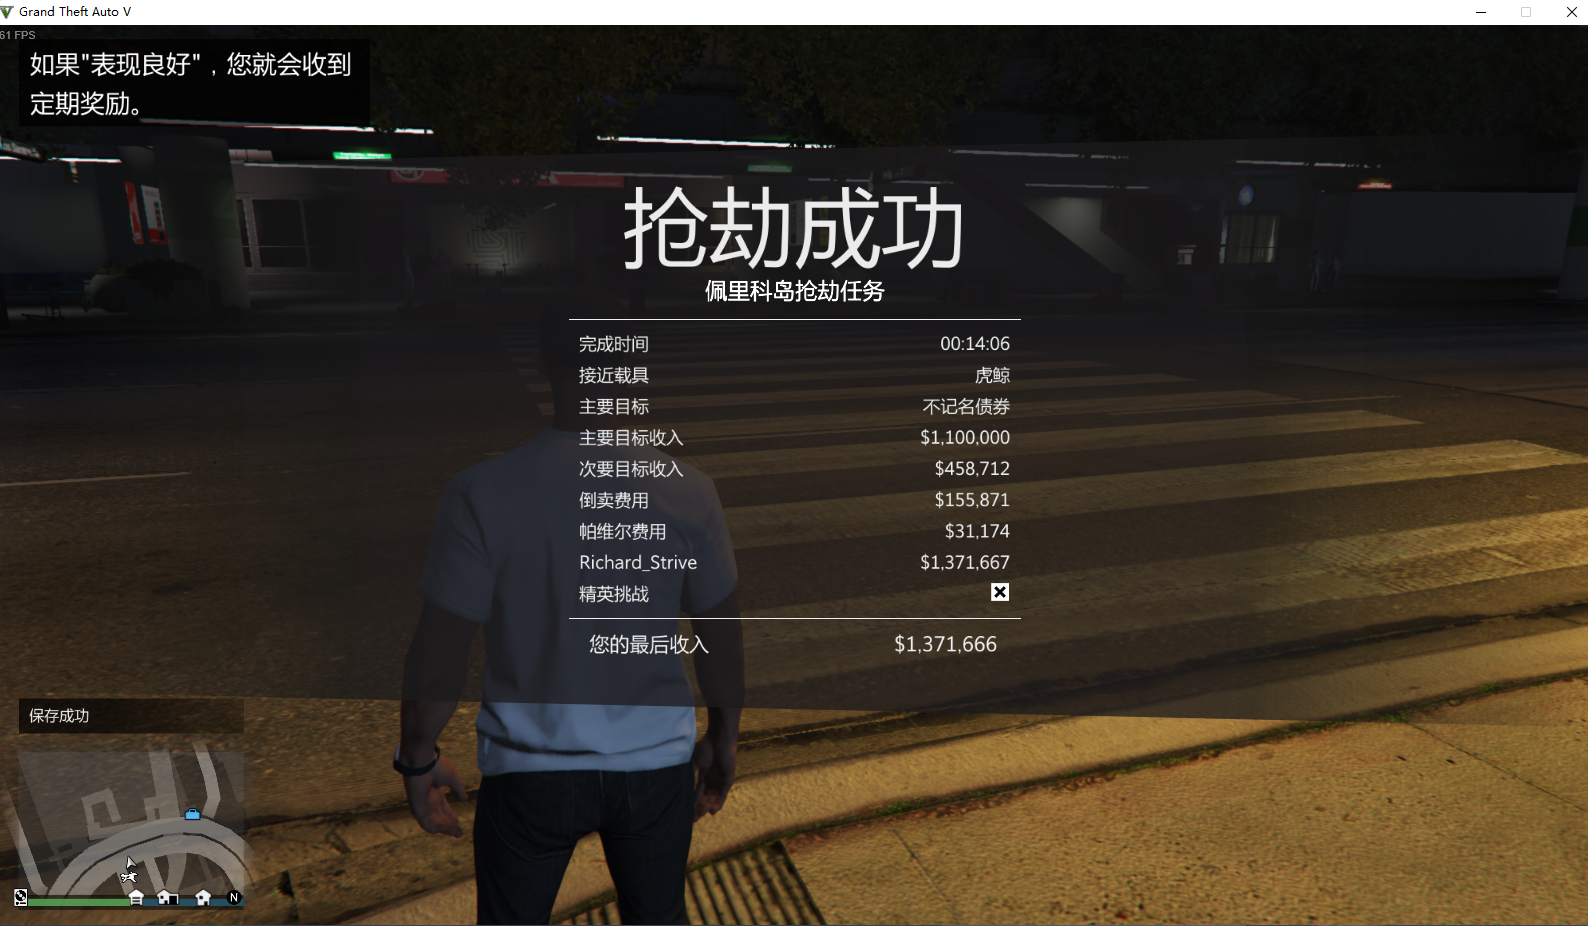 Grand Theft Auto V
61 FPS
如果"表现良好"，您就会收到
定期奖励。
抢劫成功
佩里科岛抢劫任务
完成时间 00:14:06
接近载具 虎鲸
主要目标 不记名债券
主要目标收入 $1,100,000
次要目标收入 $458,712
倒卖费用 $155,871
帕维尔费用 $31,174
Richard_Strive $1,371,667
精英挑战
您的最后收入 $1,371,666
保存成功
N